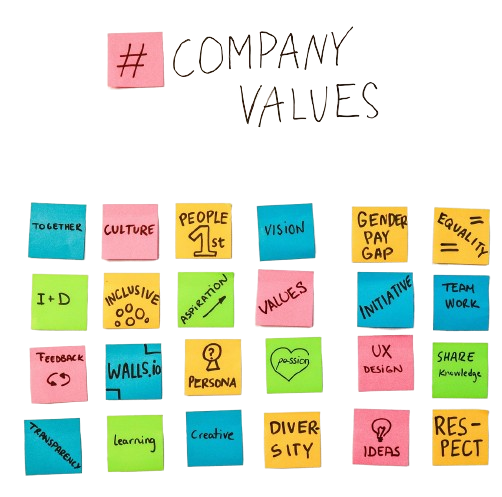 # COMPANY
VALUES
TOGETHER
CULTURE
PEOPLE
1st
VISION
GENDER
PAY
GAP
EQUALITY
=
=
I+D
INCLUSIVE
ASPIRATION
VALUES
INITIATIVE
TEAM
WORK
FEEDBACK
WALLS.io
PERSONA
passion
UX
DESIGN
SHARE
Knowledge
TRANSPARENCY
Learning
Creative
DIVER-
SITY
IDEAS
RES-
PECT